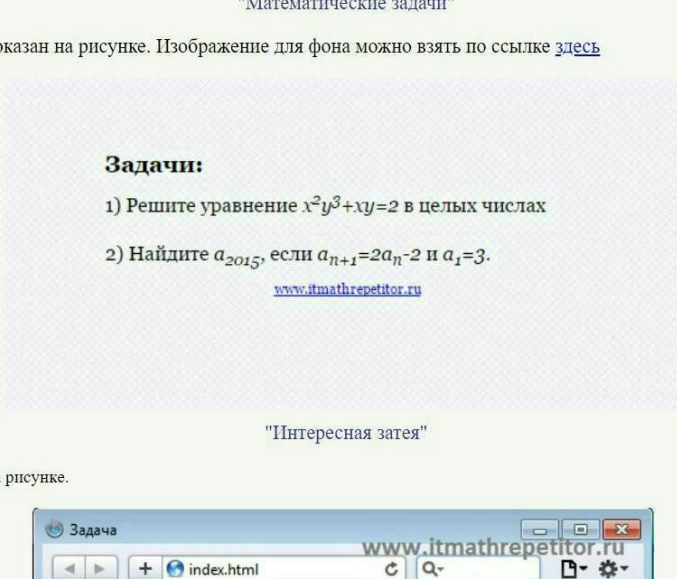 "Математические задачи"
оказан на рисунке. Изображение для фона можно взять по ссылке здесь
Задачи:
1) Решите уравнение x²y³+xy=2 в целых числах
2) Найдите a₂₀₁₅, если aₙ₊₁=2aₙ-2 и a₁=3.
www.itmathrepetitor.ru
"Интересная затея"
рисунке.
Задача
www.itmathrepetitor.ru
index.html